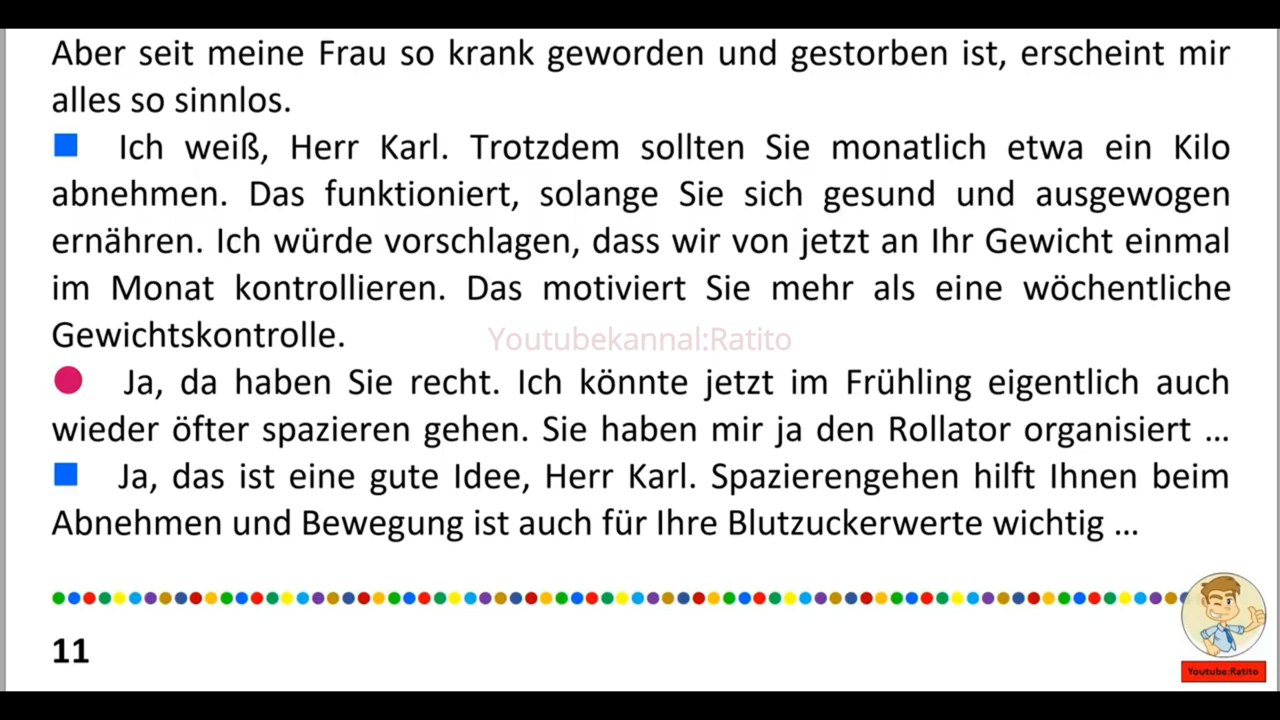 Aber seit meine Frau so krank geworden und gestorben ist, erscheint mir
alles so sinnlos.
Ich weiß, Herr Karl. Trotzdem sollten Sie monatlich etwa ein Kilo
abnehmen. Das funktioniert, solange Sie sich gesund und ausgewogen
ernähren. Ich würde vorschlagen, dass wir von jetzt an Ihr Gewicht einmal
im Monat kontrollieren. Das motiviert Sie mehr als eine wöchentliche
Gewichtskontrolle.
Youtubekannal:Ratito
Ja, da haben Sie recht. Ich könnte jetzt im Frühling eigentlich auch
wieder öfter spazieren gehen. Sie haben mir ja den Rollator organisiert ...
Ja, das ist eine gute Idee, Herr Karl. Spazierengehen hilft Ihnen beim
Abnehmen und Bewegung ist auch für Ihre Blutzuckerwerte wichtig ...
11
Youtube:Ratito